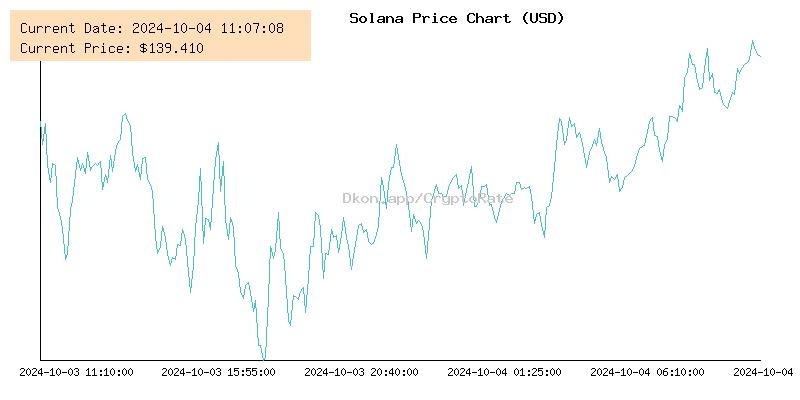 Solana Price Chart (USD)
Current Date: 2024-10-04 11:07:08
Current Price: $139.410
Dkon.app/CryptoRate
2024-10-03 11:10:00 2024-10-03 15:55:00 2024-10-03 20:40:00 2024-10-04 01:25:00 2024-10-04 06:10:00 2024-10-04